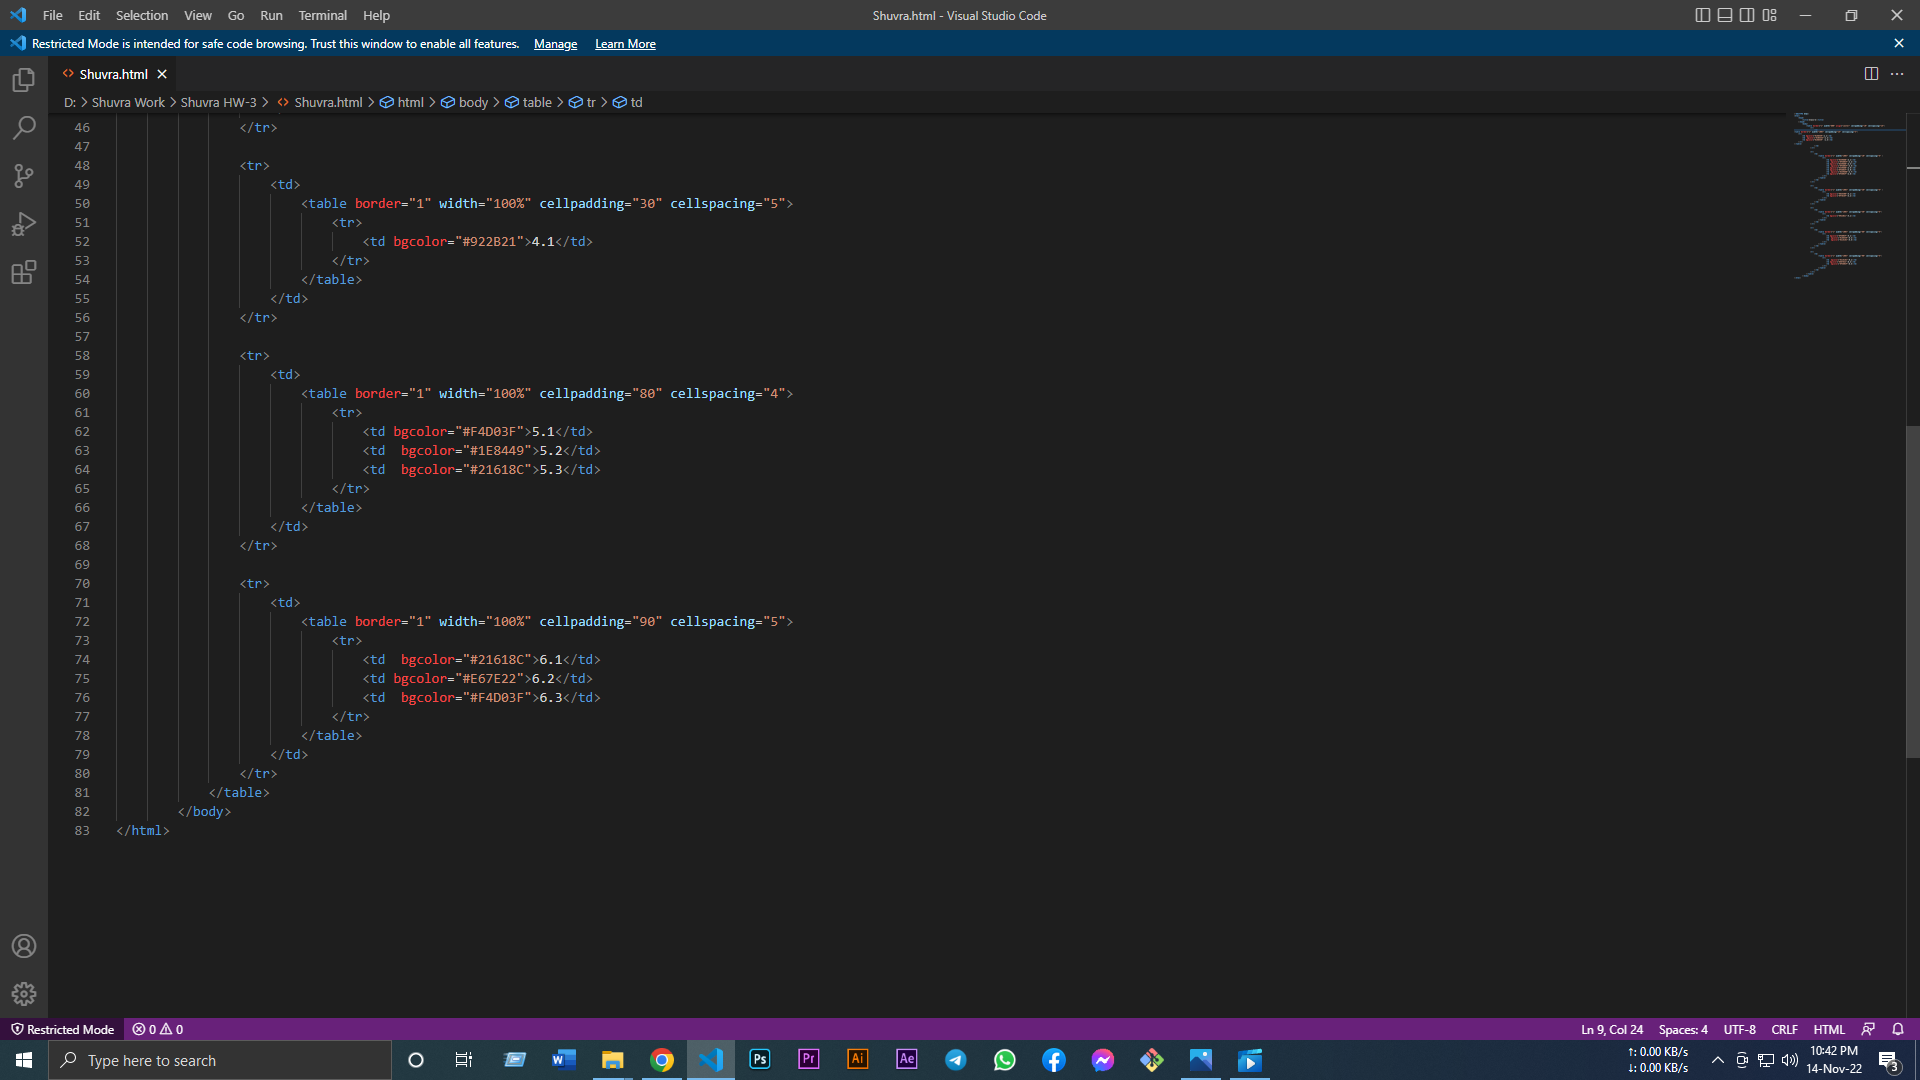 File Edit Selection View Go Run Terminal Help
Shuvra.html - Visual Studio Code
Restricted Mode is intended for safe code browsing. Trust this window to enable all features. Manage Learn More
Shuvra.html
D: > Shuvra Work > Shuvra HW-3 > <> Shuvra.html > html > body > table > tr > td
46 </tr>
47
48 <tr>
49 <td>
50 <table border="1" width="100%" cellpadding="30" cellspacing="5">
51 <tr>
52 <td bgcolor="#922B21">4.1</td>
53 </tr>
54 </table>
55 </td>
56 </tr>
57
58 <tr>
59 <td>
60 <table border="1" width="100%" cellpadding="80" cellspacing="4">
61 <tr>
62 <td bgcolor="#F4D03F">5.1</td>
63 <td  bgcolor="#1E8449">5.2</td>
64 <td  bgcolor="#21618C">5.3</td>
65 </tr>
66 </table>
67 </td>
68 </tr>
69
70 <tr>
71 <td>
72 <table border="1" width="100%" cellpadding="90" cellspacing="5">
73 <tr>
74 <td  bgcolor="#21618C">6.1</td>
75 <td bgcolor="#E67E22">6.2</td>
76 <td  bgcolor="#F4D03F">6.3</td>
77 </tr>
78 </table>
79 </td>
80 </tr>
81 </table>
82 </body>
83 </html>
Restricted Mode 0 0
Ln 9, Col 24 Spaces: 4 UTF-8 CRLF HTML
Type here to search
Ps Pr Ai Ae
↑: 0.00 KB/s
↓: 0.00 KB/s
10:42 PM
14-Nov-22
3